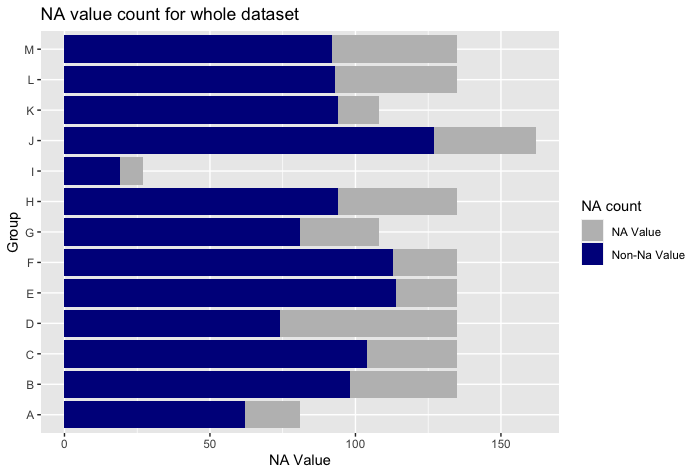 NA value count for whole dataset
M
L
K
J
I
H
G
F
E
D
C
B
A
Group
0 50 100 150
NA Value
NA count
NA Value
Non-Na Value